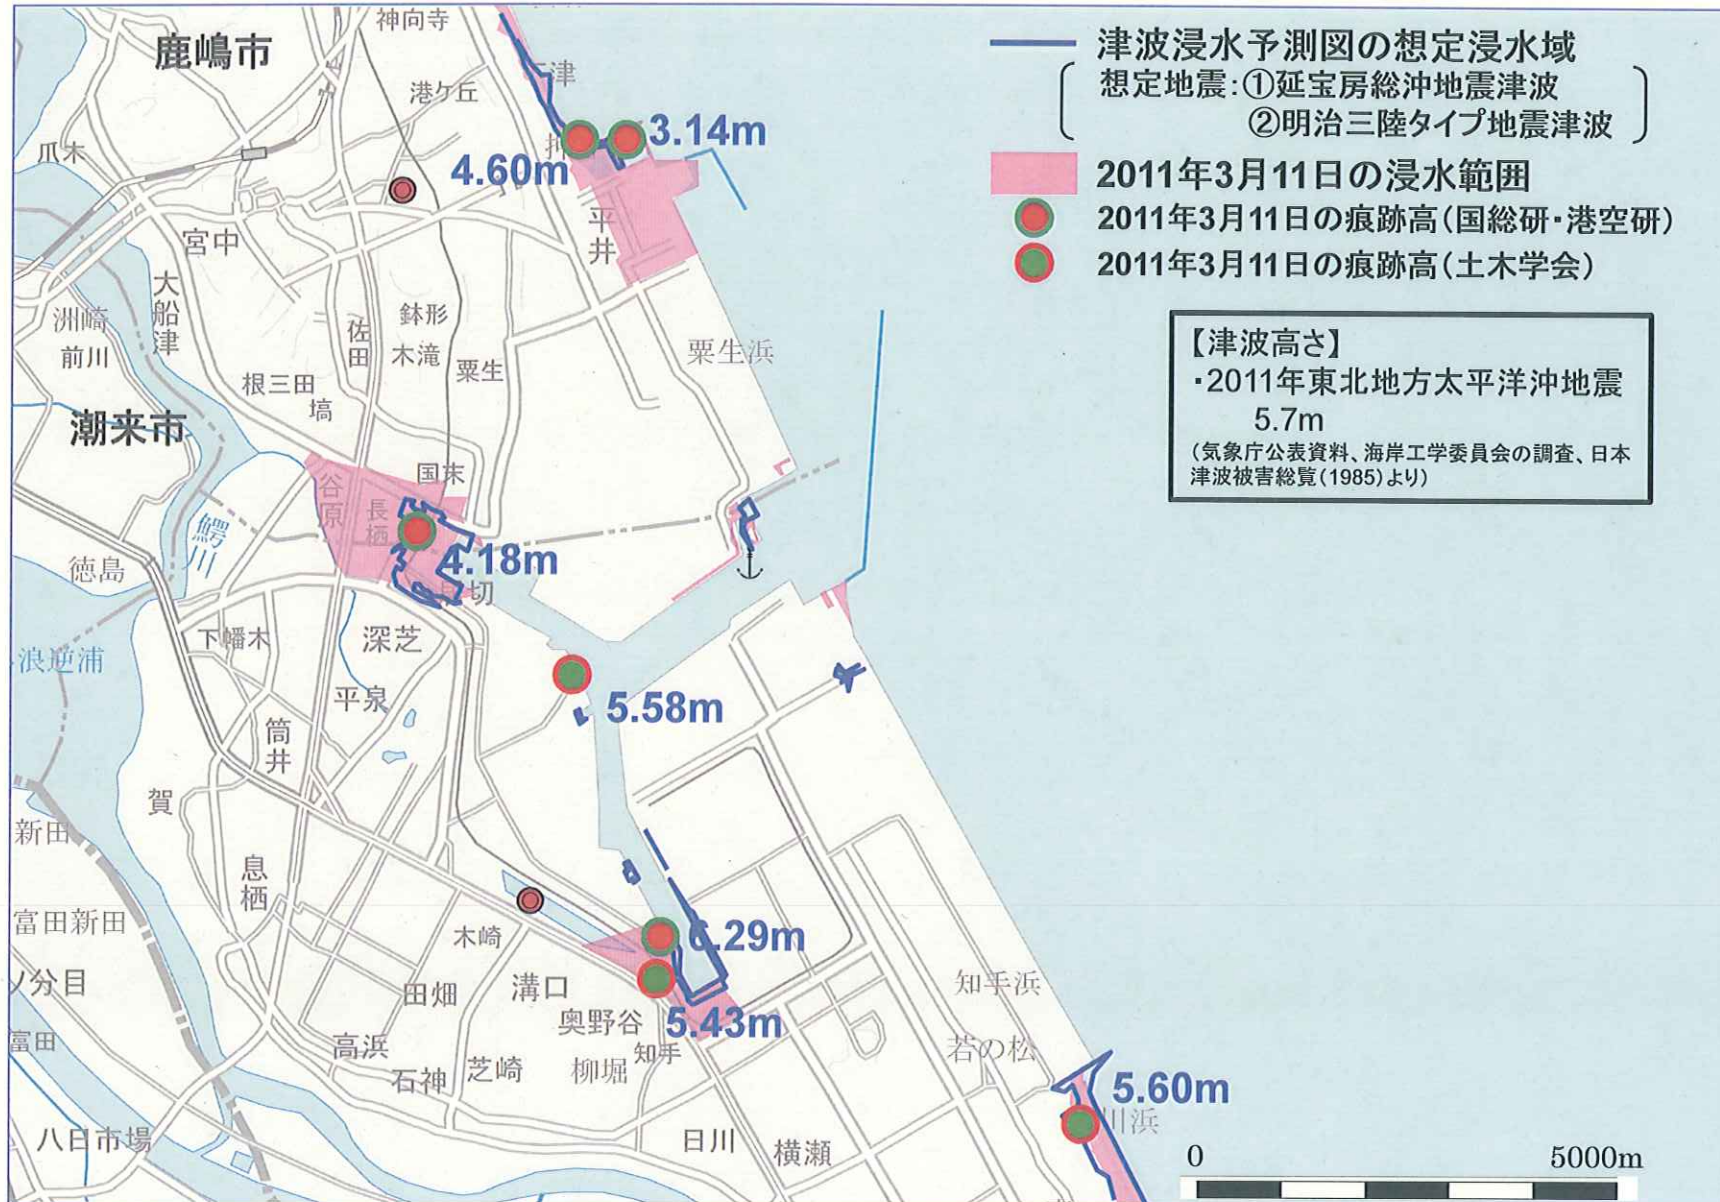 神向寺
鹿嶋市
津波浸水予測図の想定浸水域
津
想定地震:①延宝房総沖地震津波
港ケ丘
②明治三陸タイプ地震津波
3.14m
爪木
4.60m
2011年3月11日の浸水範囲
平井
2011年3月11日の痕跡高(国総研・港空研)
宮中
2011年3月11日の痕跡高(土木学会)
大船津
鉢形
洲崎
佐田
【津波高さ】
前川
木滝
粟生
粟生浜
・2011年東北地方太平洋沖地震
根三田
5.7m
塙
潮来市
(気象庁公表資料、海岸工学委員会の調査、日本
津波被害総覧(1985)より)
国末
谷原
長栖
鰐川
4.18m
徳島
切
下幡木
深芝
浪逆浦
平泉
5.58m
筒井
賀
新田
息栖
富田新田
木崎
6.29m
ノ分目
田畑
溝口
知手浜
奥野谷
5.43m
富田
高浜
知手
若の松
石神
芝崎
柳堀
5.60m
川浜
八日市場
日川
横瀬
0
5000m